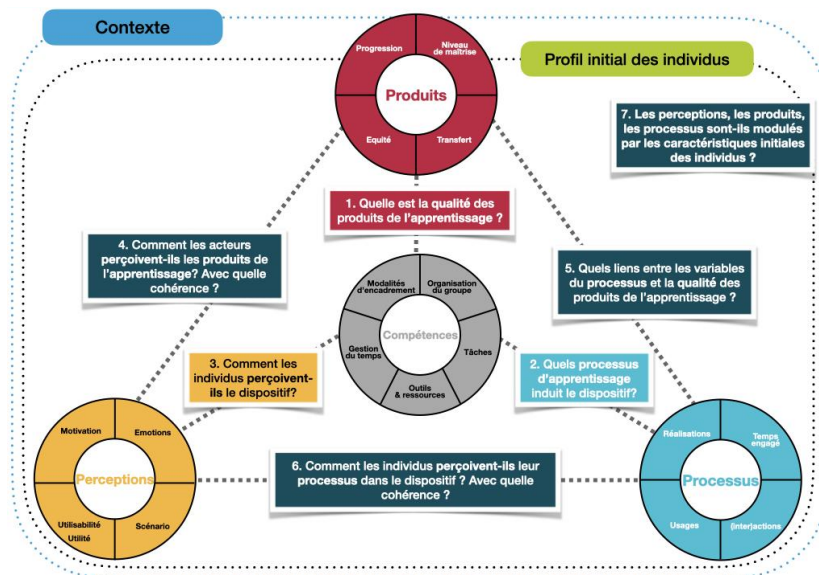 Contexte
Profil initial des individus
Progression
Niveau
de maîtrise
Produits
Equité
Transfert
7. Les perceptions, les produits,
les processus sont-ils modulés
par les caractéristiques initiales
des individus ?
1. Quelle est la qualité des
produits de l'apprentissage ?
4. Comment les acteurs
perçoivent-ils les produits de
l'apprentissage? Avec quelle
cohérence ?
5. Quels liens entre les variables
du processus et la qualité des
produits de l'apprentissage ?
Modalités
d'encadrement
Organisation
du groupe
Compétences
Gestion
du temps
Tâches
Outils
& ressources
3. Comment les
individus perçoivent-
ils le dispositif?
2. Quels processus
d'apprentissage
induit le dispositif?
Motivation
Emotions
Perceptions
Utilisabilité
Utilité
Scénario
6. Comment les individus perçoivent-ils leur
processus dans le dispositif ? Avec quelle
cohérence ?
Réalisations
Temps
engagé
Processus
Usages
(Inter)actions